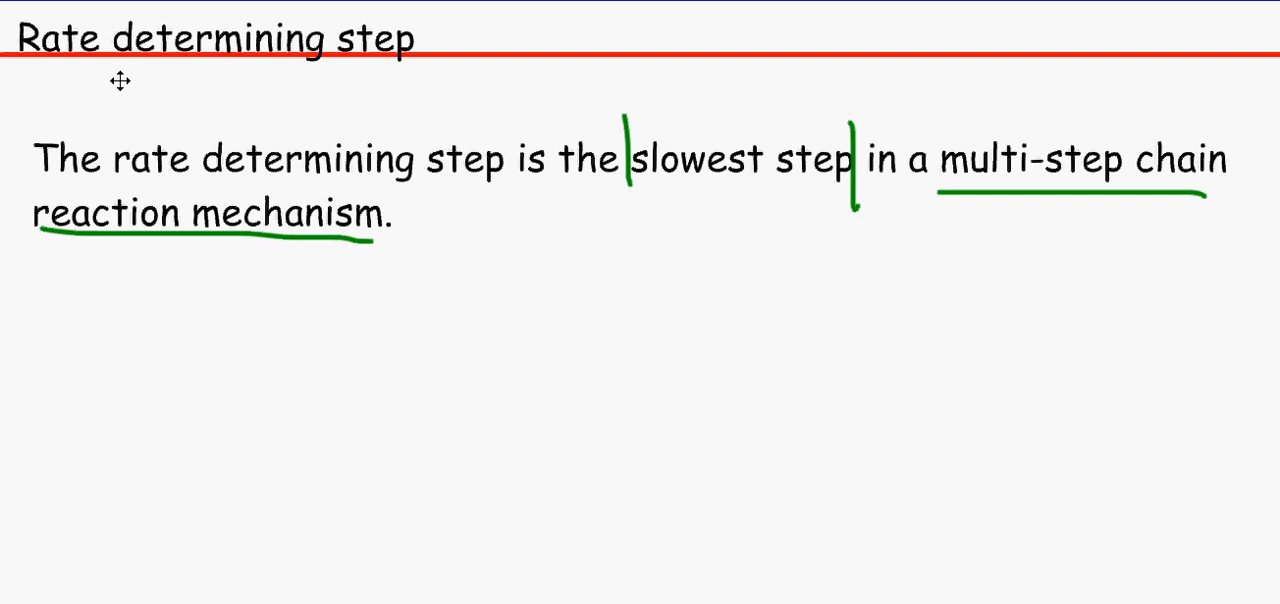 Rate determining step
The rate determining step is the slowest step in a multi-step chain
reaction mechanism.